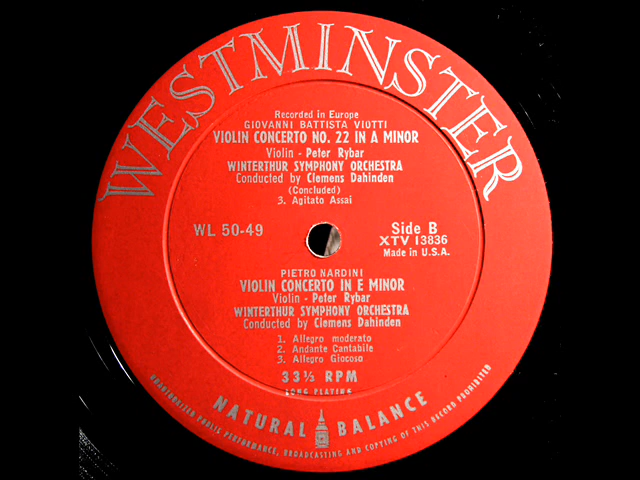 WESTMINSTER
Recorded in Europe
GIOVANNI BATTISTA VIOTTI
VIOLIN CONCERTO NO. 22 IN A MINOR
Violin - Peter Rybar
WINTERTHUR SYMPHONY ORCHESTRA
Conducted by Clemens Dahinden
(Concluded)
3. Agitato Assai
WL 50-49
Side B
XTV 13836
Made in U.S.A.
PIETRO NARDINI
VIOLIN CONCERTO IN E MINOR
Violin - Peter Rybar
WINTERTHUR SYMPHONY ORCHESTRA
Conducted by Clemens Dahinden
1. Allegro moderato
2. Andante Cantabile
3. Allegro Giocoso
33⅓ RPM
LONG PLAYING
NATURAL BALANCE
UNAUTHORIZED PUBLIC PERFORMANCE, BROADCASTING AND COPYING OF THIS RECORD PROHIBITED